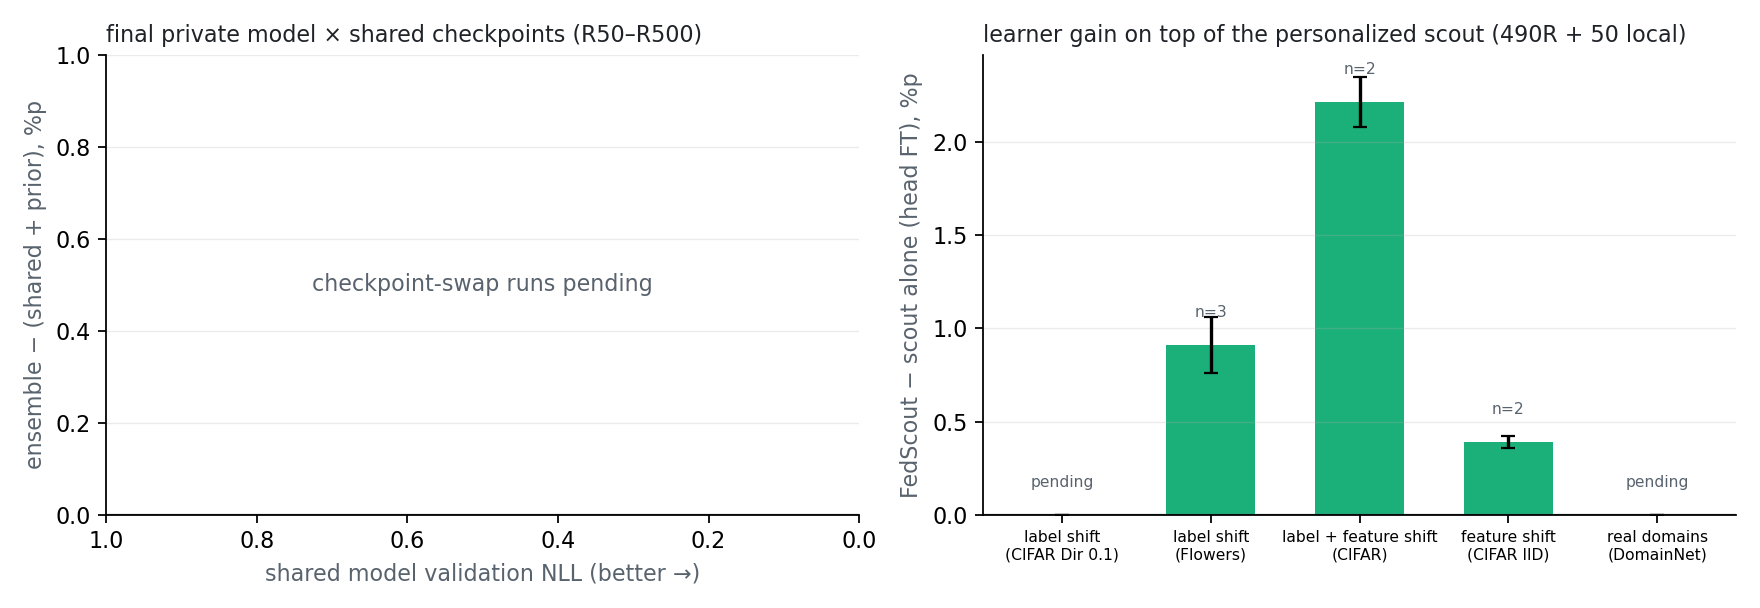 final private model × shared checkpoints (R50–R500)
ensemble − (shared + prior), %p
1.0
0.8
0.6
0.4
0.2
0.0
checkpoint-swap runs pending
1.0 0.8 0.6 0.4 0.2 0.0
shared model validation NLL (better →)
learner gain on top of the personalized scout (490R + 50 local)
FedScout − scout alone (head FT), %p
2.0
1.5
1.0
0.5
0.0
pending
n=3
n=2
n=2
pending
label shift
(CIFAR Dir 0.1)
label shift
(Flowers)
label + feature shift
(CIFAR)
feature shift
(CIFAR IID)
real domains
(DomainNet)